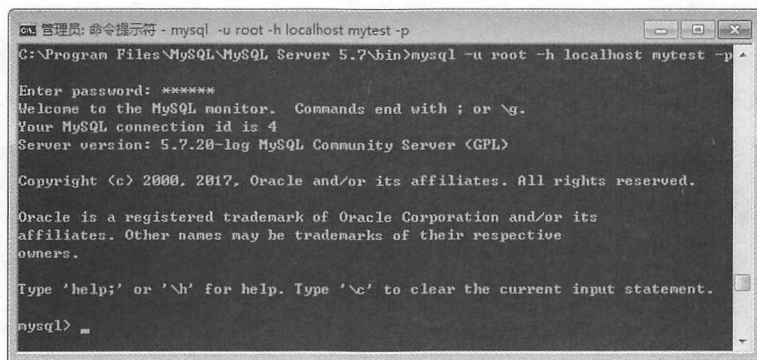 管理员: 命令提示符 - mysql -u root -h localhost mytest -p
C:\Program Files\MySQL\MySQL Server 5.7\bin>mysql -u root -h localhost mytest -p
Enter password: ******
Welcome to the MySQL monitor.  Commands end with ; or \g.
Your MySQL connection id is 4
Server version: 5.7.20-log MySQL Community Server (GPL)
Copyright (c) 2000, 2017, Oracle and/or its affiliates. All rights reserved.
Oracle is a registered trademark of Oracle Corporation and/or its
affiliates. Other names may be trademarks of their respective
owners.
Type 'help;' or '\h' for help. Type '\c' to clear the current input statement.
mysql>